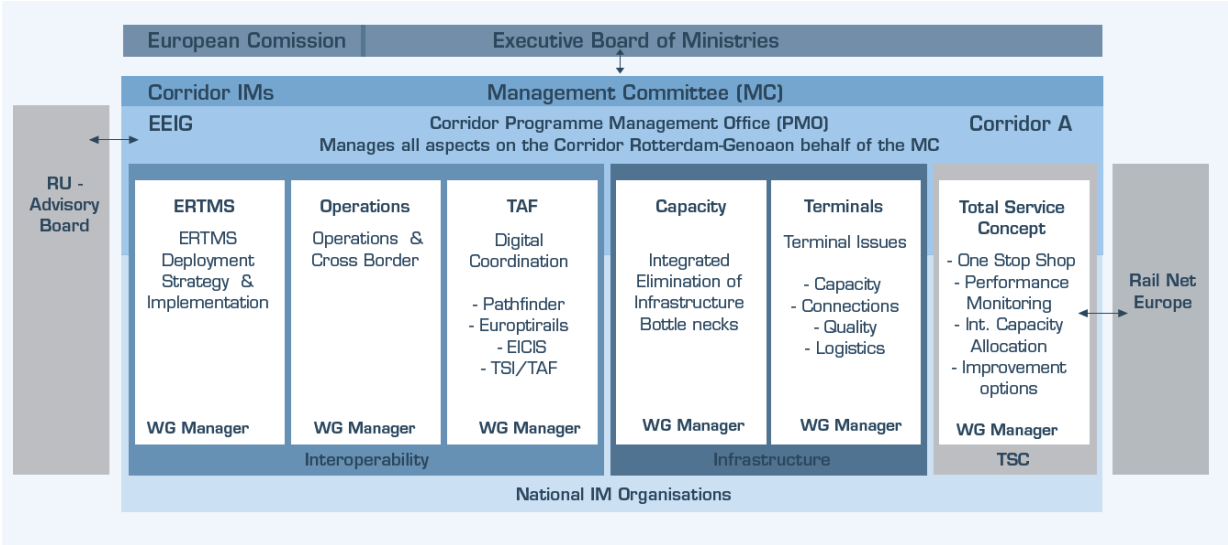 European Comission
Executive Board of Ministries
Corridor IMs
Management Committee (MC)
EEIG
Corridor Programme Management Office (PMO)
Corridor A
Manages all aspects on the Corridor Rotterdam-Genoaon behalf of the MC
RU -
Advisory
Board
ERTMS
ERTMS
Deployment
Strategy &
Implementation
WG Manager
Operations
Operations &
Cross Border
WG Manager
TAF
Digital
Coordination
- Pathfinder
- Europtirails
- EICIS
- TSI/TAF
WG Manager
Interoperability
Capacity
Integrated
Elimination of
Infrastructure
Bottle necks
WG Manager
Terminals
Terminal Issues
- Capacity
- Connections
- Quality
- Logistics
WG Manager
Infrastructure
Total Service
Concept
- One Stop Shop
- Performance
Monitoring
- Int. Capacity
Allocation
- Improvement
options
WG Manager
TSC
Rail Net
Europe
National IM Organisations